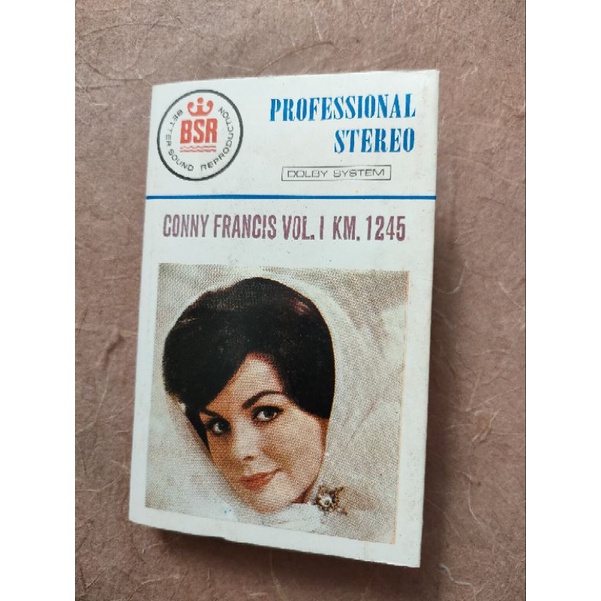 BSR
BETTER SOUND REPRODUCTION
PROFESSIONAL
STEREO
DOLBY SYSTEM
CONNY FRANCIS VOL. I KM. 1245